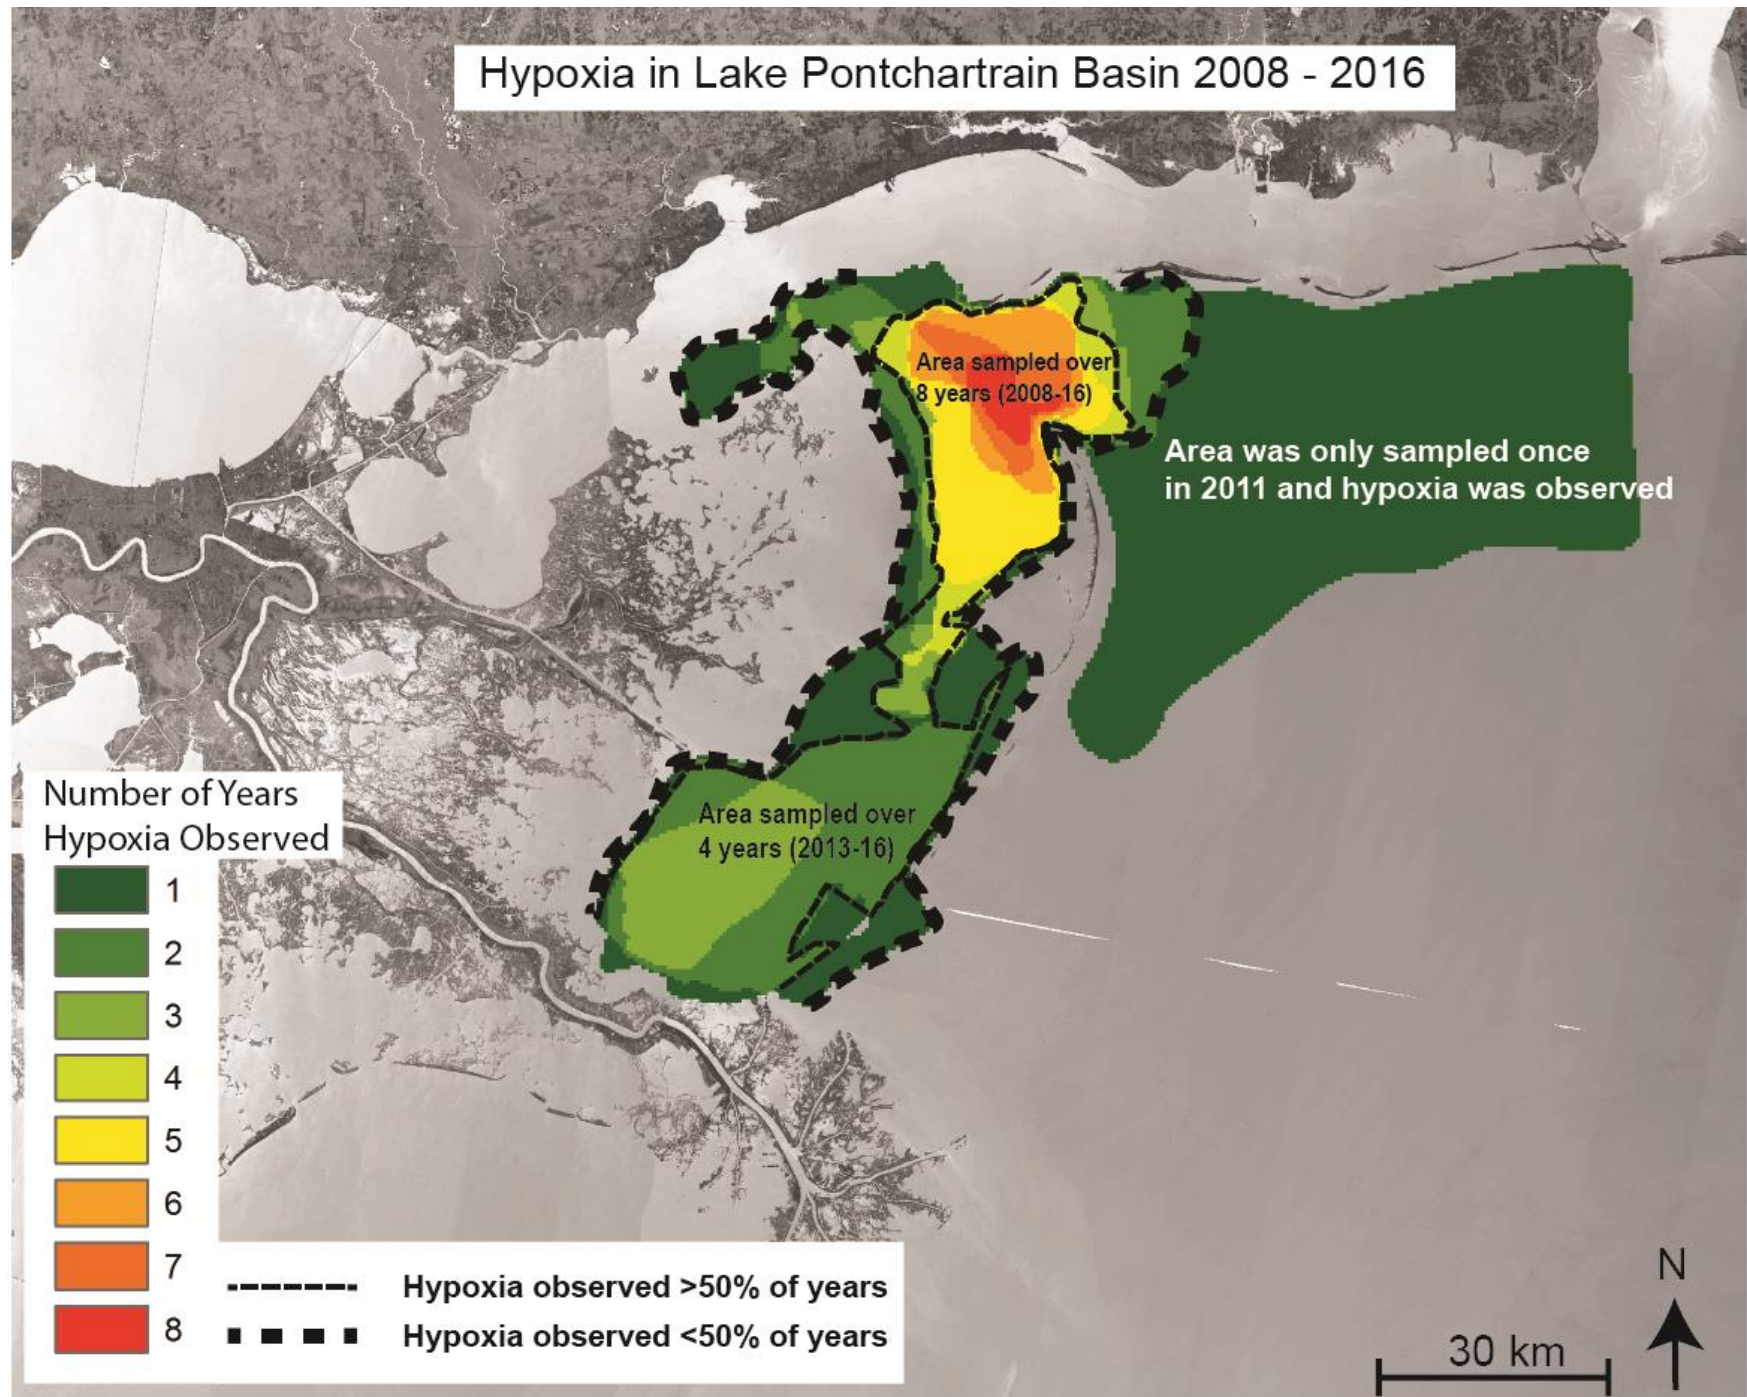 Hypoxia in Lake Pontchartrain Basin 2008 - 2016
Area sampled over
8 years (2008-16)
Area was only sampled once
in 2011 and hypoxia was observed
Area sampled over
4 years (2013-16)
Number of Years
Hypoxia Observed
1
2
3
4
5
6
7
8
Hypoxia observed >50% of years
Hypoxia observed <50% of years
N
30 km